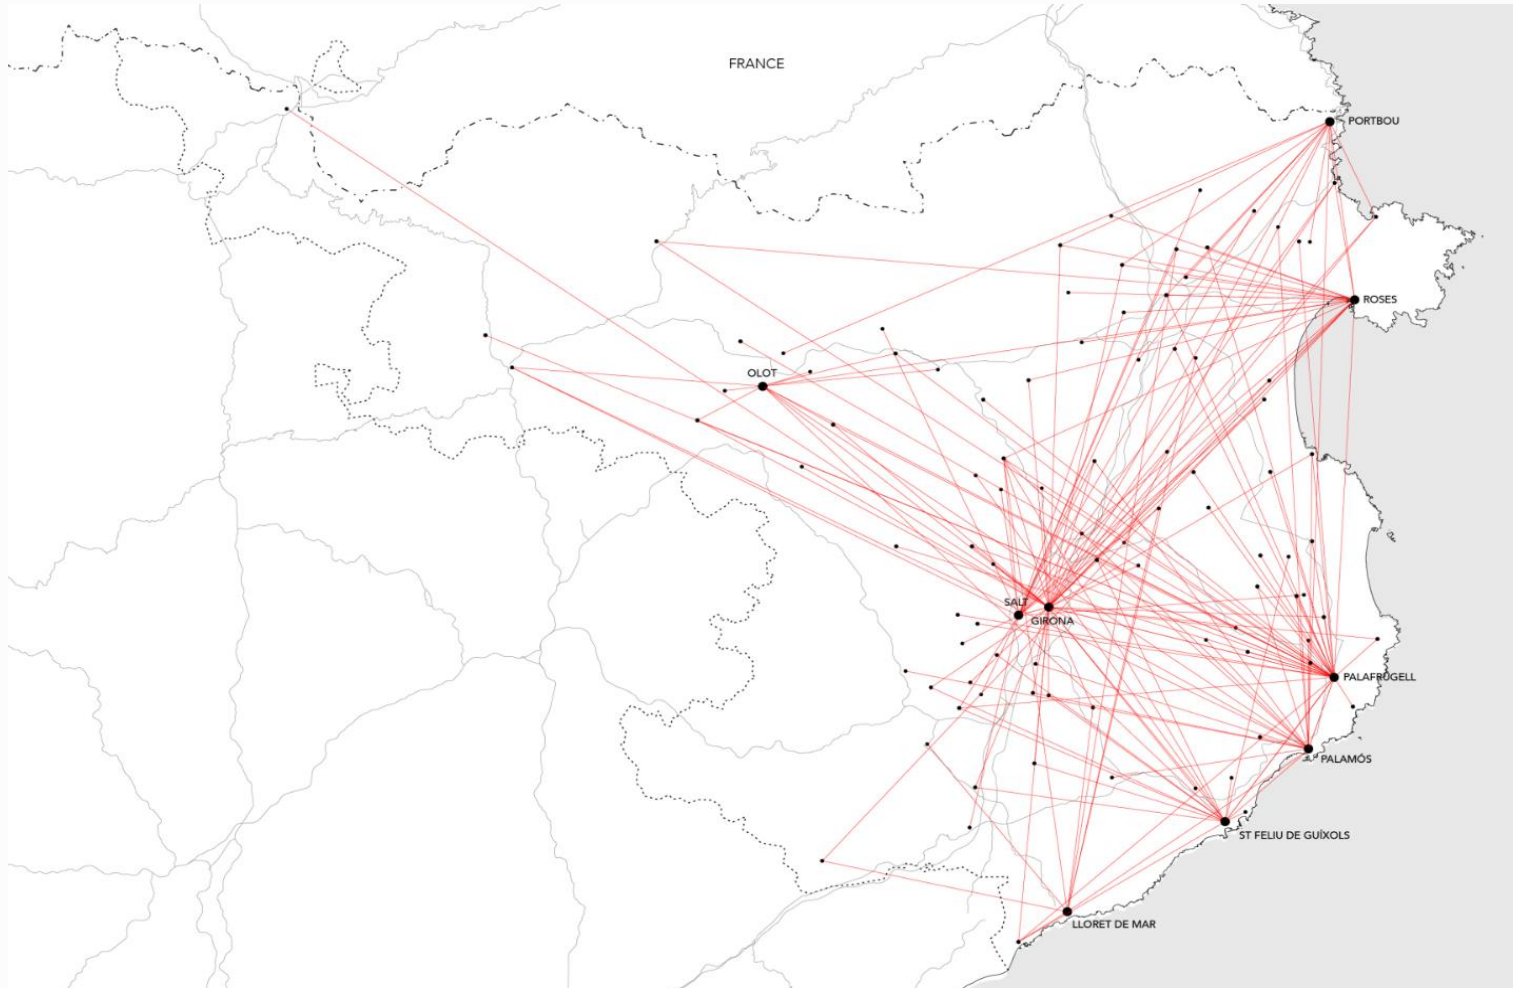 FRANCE
PORTBOU
ROSES
OLOT
SALT
GIRONA
PALAFRUGELL
PALAMÓS
ST FELIU DE GUÍXOLS
LLORET DE MAR